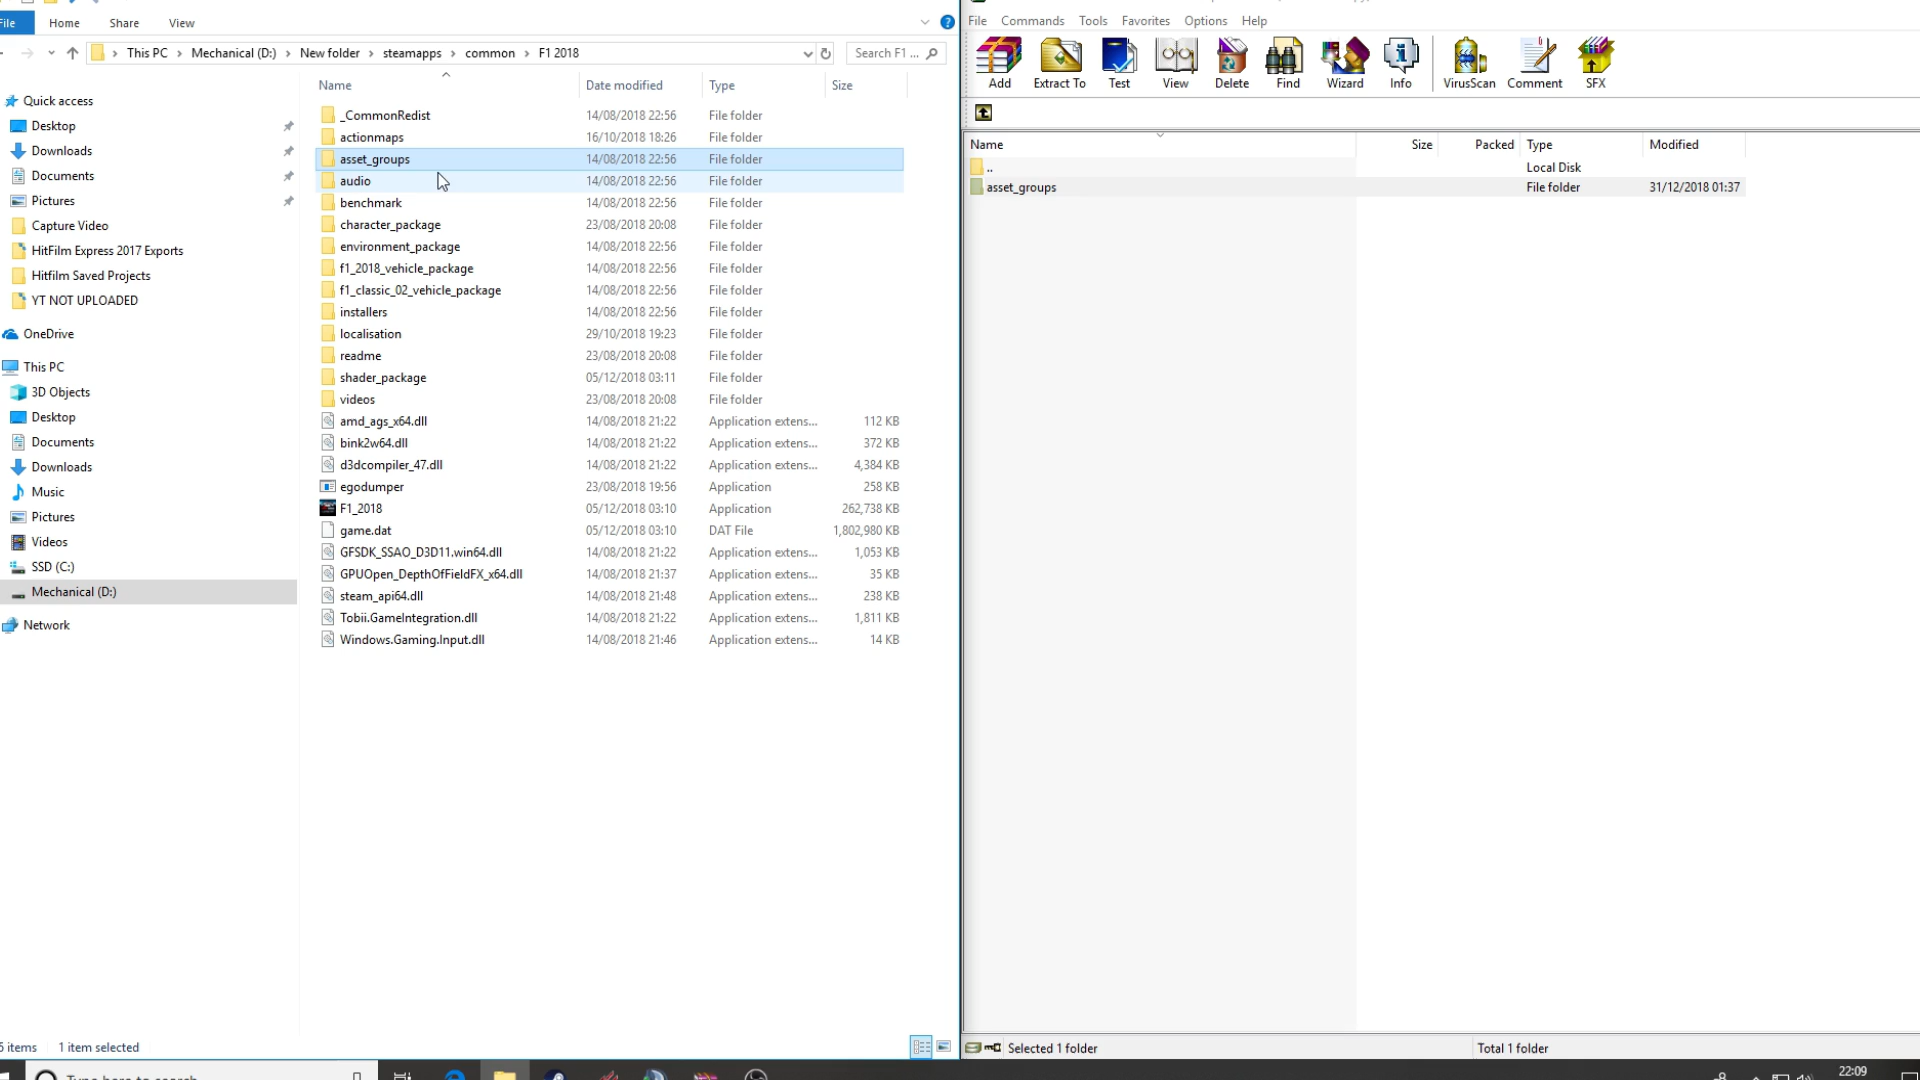 File Home Share View
This PC Mechanical (D:) New folder steamapps common F1 2018
Search F1 ...
Name Date modified Type Size
Quick access
Desktop
Downloads
Documents
Pictures
Capture Video
HitFilm Express 2017 Exports
Hitfilm Saved Projects
YT NOT UPLOADED
OneDrive
This PC
3D Objects
Desktop
Documents
Downloads
Music
Pictures
Videos
SSD (C:)
Mechanical (D:)
Network
_CommonRedist 14/08/2018 22:56 File folder
actionmaps 16/10/2018 18:26 File folder
asset_groups 14/08/2018 22:56 File folder
audio 14/08/2018 22:56 File folder
benchmark 14/08/2018 22:56 File folder
character_package 23/08/2018 20:08 File folder
environment_package 14/08/2018 22:56 File folder
f1_2018_vehicle_package 14/08/2018 22:56 File folder
f1_classic_02_vehicle_package 14/08/2018 22:56 File folder
installers 14/08/2018 22:56 File folder
localisation 29/10/2018 19:23 File folder
readme 23/08/2018 20:08 File folder
shader_package 05/12/2018 03:11 File folder
videos 23/08/2018 20:08 File folder
amd_ags_x64.dll 14/08/2018 21:22 Application extens... 112 KB
bink2w64.dll 14/08/2018 21:22 Application extens... 372 KB
d3dcompiler_47.dll 14/08/2018 21:22 Application extens... 4,384 KB
egodumper 23/08/2018 19:56 Application 258 KB
F1_2018 05/12/2018 03:10 Application 262,738 KB
game.dat 05/12/2018 03:10 DAT File 1,802,980 KB
GFSDK_SSAO_D3D11.win64.dll 14/08/2018 21:22 Application extens... 1,053 KB
GPUOpen_DepthOfFieldFX_x64.dll 14/08/2018 21:37 Application extens... 35 KB
steam_api64.dll 14/08/2018 21:48 Application extens... 238 KB
Tobii.GameIntegration.dll 14/08/2018 21:22 Application extens... 1,811 KB
Windows.Gaming.Input.dll 14/08/2018 21:46 Application extens... 14 KB
items 1 item selected
File Commands Tools Favorites Options Help
Add Extract To Test View Delete Find Wizard Info VirusScan Comment SFX
Name Size Packed Type Modified
.. Local Disk
asset_groups File folder 31/12/2018 01:37
Selected 1 folder Total 1 folder
Type here to search
22:09